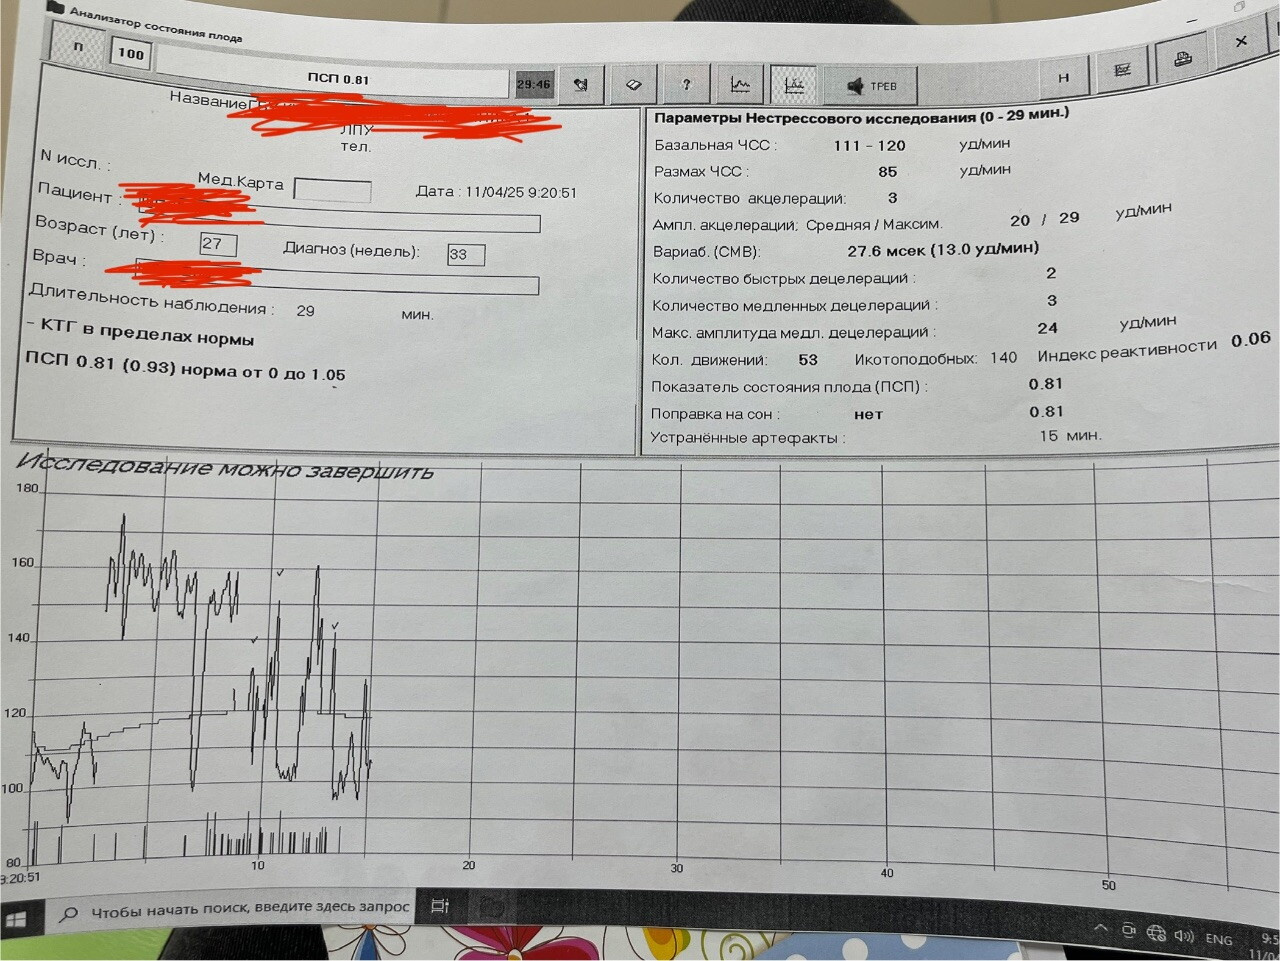 Анализатор состояния плода
П 100 ПСП 0.81 29:46 ? ТРЕВ Н
Название
ЛПУ
тел.
N иссл. :
Мед.Карта Дата : 11/04/25 9:20:51
Пациент :
Возраст (лет) : 27 Диагноз (недель): 33
Врач :
Длительность наблюдения : 29 мин.
- КТГ в пределах нормы
ПСП 0.81 (0.93) норма от 0 до 1.05
Параметры Нестрессового исследования (0 - 29 мин.)
Базальная ЧСС : 111 - 120 уд/мин
Размах ЧСС : 85 уд/мин
Количество акцелераций: 3
Ампл. акцелераций; Средняя / Максим. 20 / 29 уд/мин
Вариаб. (СМВ): 27.6 мсек (13.0 уд/мин)
Количество быстрых децелераций : 2
Количество медленных децелераций : 3
Макс. амплитуда медл. децелераций : 24 уд/мин
Кол. движений: 53 Икотоподобных: 140 Индекс реактивности 0.06
Показатель состояния плода (ПСП) : 0.81
Поправка на сон : нет 0.81
Устранённые артефакты : 15 мин.
Исследование можно завершить
180
160
140
120
100
80
9:20:51 10 20 30 40 50
Чтобы начать поиск, введите здесь запрос
ENG